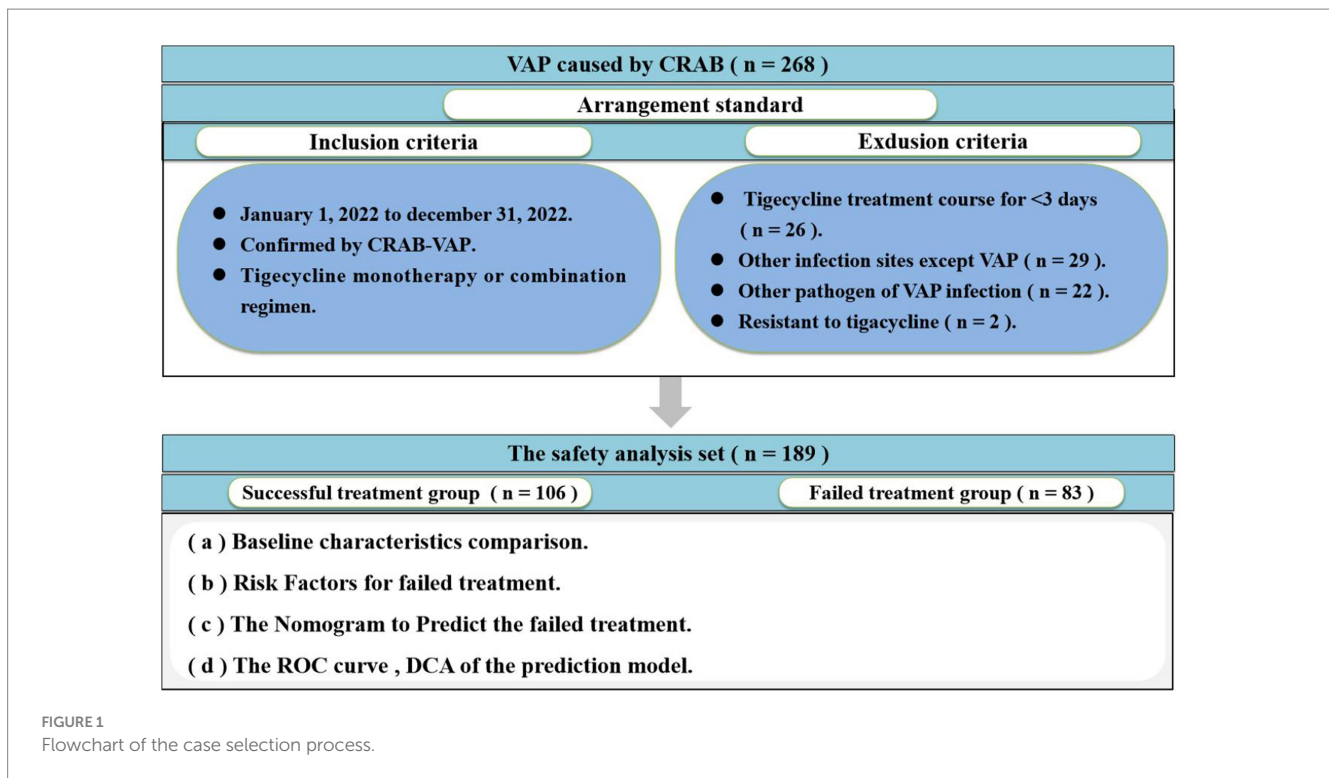 VAP caused by CRAB ( n = 268 )
Arrangement standard
Inclusion criteria
● January 1, 2022 to december 31, 2022.
● Confirmed by CRAB-VAP.
● Tigecycline monotherapy or combination
regimen.
Exdusion criteria
● Tigecycline treatment course for <3 days
( n = 26 ).
● Other infection sites except VAP ( n = 29 ).
● Other pathogen of VAP infection ( n = 22 ).
● Resistant to tigacycline ( n = 2 ).
The safety analysis set ( n = 189 )
Successful treatment group ( n = 106 )
Failed treatment group ( n = 83 )
( a ) Baseline characteristics comparison.
( b ) Risk Factors for failed treatment.
( c ) The Nomogram to Predict the failed treatment.
( d ) The ROC curve , DCA of the prediction model.
FIGURE 1
Flowchart of the case selection process.